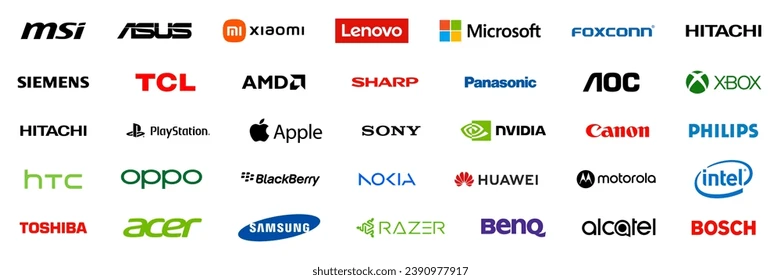 msi ASUS xiaomi Lenovo Microsoft FOXCONN HITACHI
SIEMENS TCL AMD SHARP Panasonic AOC XBOX
HITACHI PlayStation Apple SONY NVIDIA Canon PHILIPS
hTC oppo BlackBerry NOKIA HUAWEI motorola intel
TOSHIBA acer SAMSUNG RAZER BenQ alcatel BOSCH
shutterstock.com · 2390977917